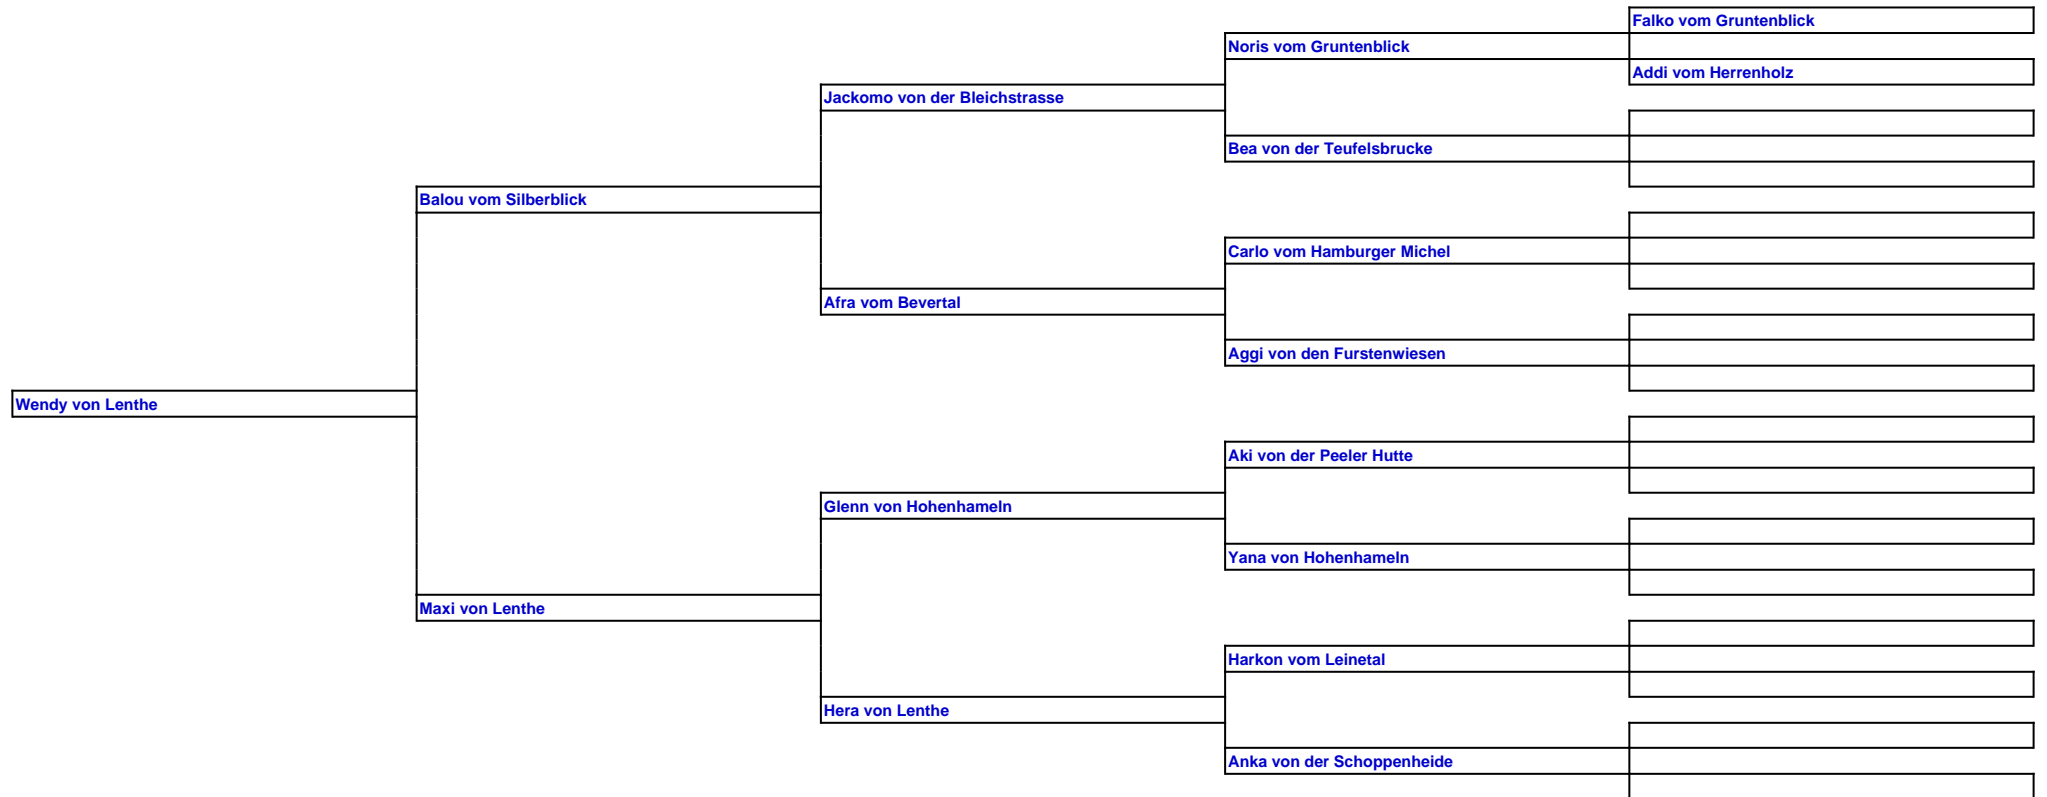 Falko vom Gruntenblick
Noris vom Gruntenblick
Addi vom Herrenholz
Jackomo von der Bleichstrasse
Bea von der Teufelsbrucke
Balou vom Silberblick
Carlo vom Hamburger Michel
Afra vom Bevertal
Aggi von den Furstenwiesen
Wendy von Lenthe
Aki von der Peeler Hutte
Glenn von Hohenhameln
Yana von Hohenhameln
Maxi von Lenthe
Harkon vom Leinetal
Hera von Lenthe
Anka von der Schoppenheide